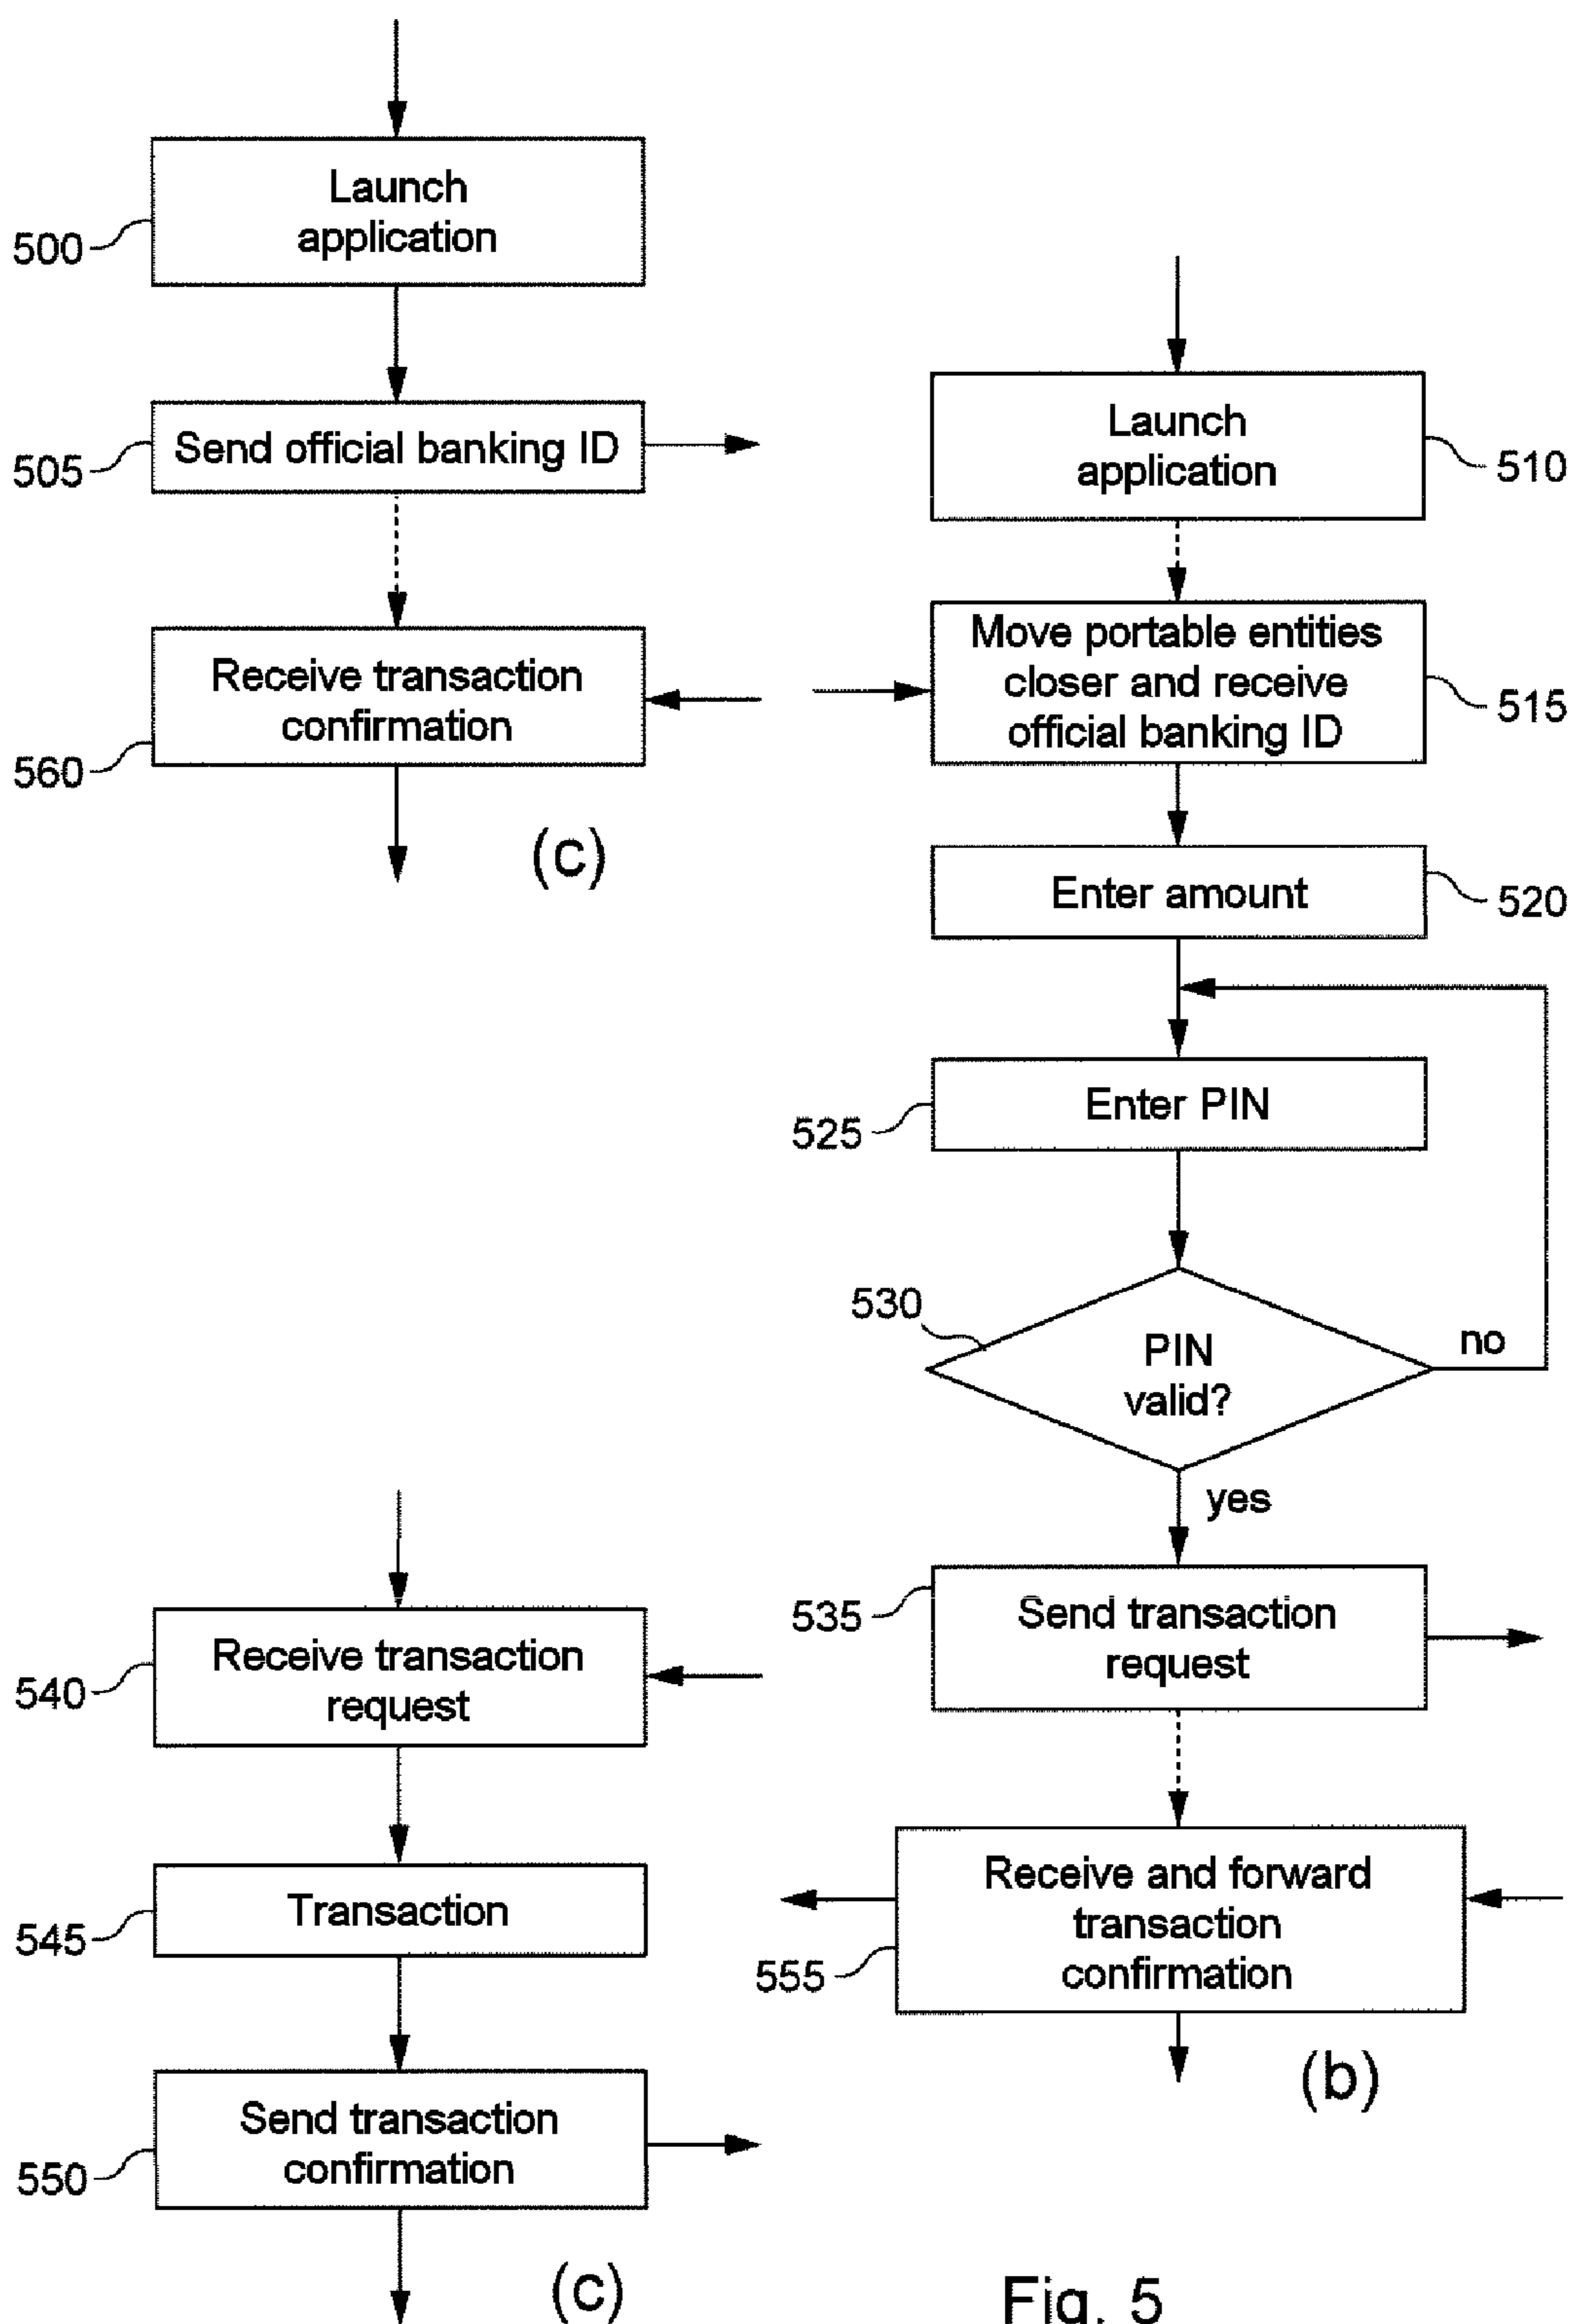 Launch
application
500
Send official banking ID
505
Receive transaction
confirmation
560
(c)
Launch
application
510
Move portable entities
closer and receive
official banking ID
515
Enter amount
520
Enter PIN
525
530
PIN
valid?
no
yes
Send transaction
request
535
Receive and forward
transaction
confirmation
555
(b)
Receive transaction
request
540
Transaction
545
Send transaction
confirmation
550
(c)
Fig. 5